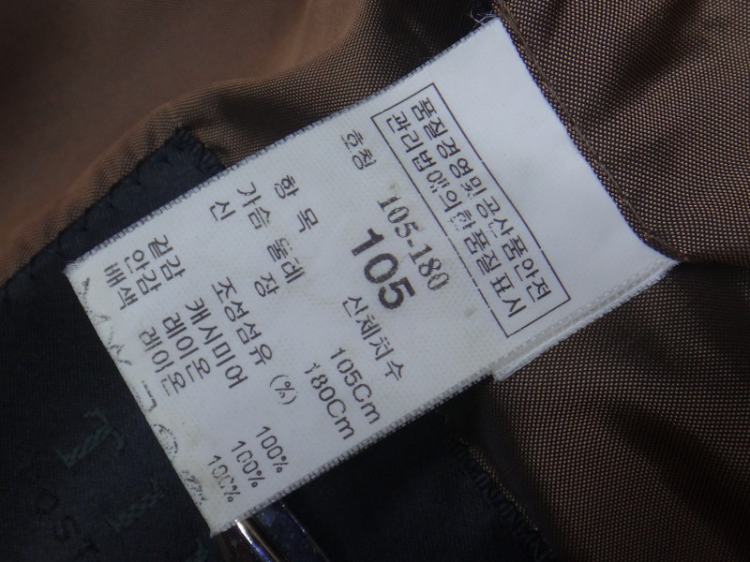 품질경영및공산품안전
관리법에의한품질표시
호칭 105-180
105
항목 신체치수
가슴둘레 105Cm
신장 180Cm
조성섬유 (%)
겉감 캐시미어 100%
안감 레이온 100%
배색 레이온 100%
OST